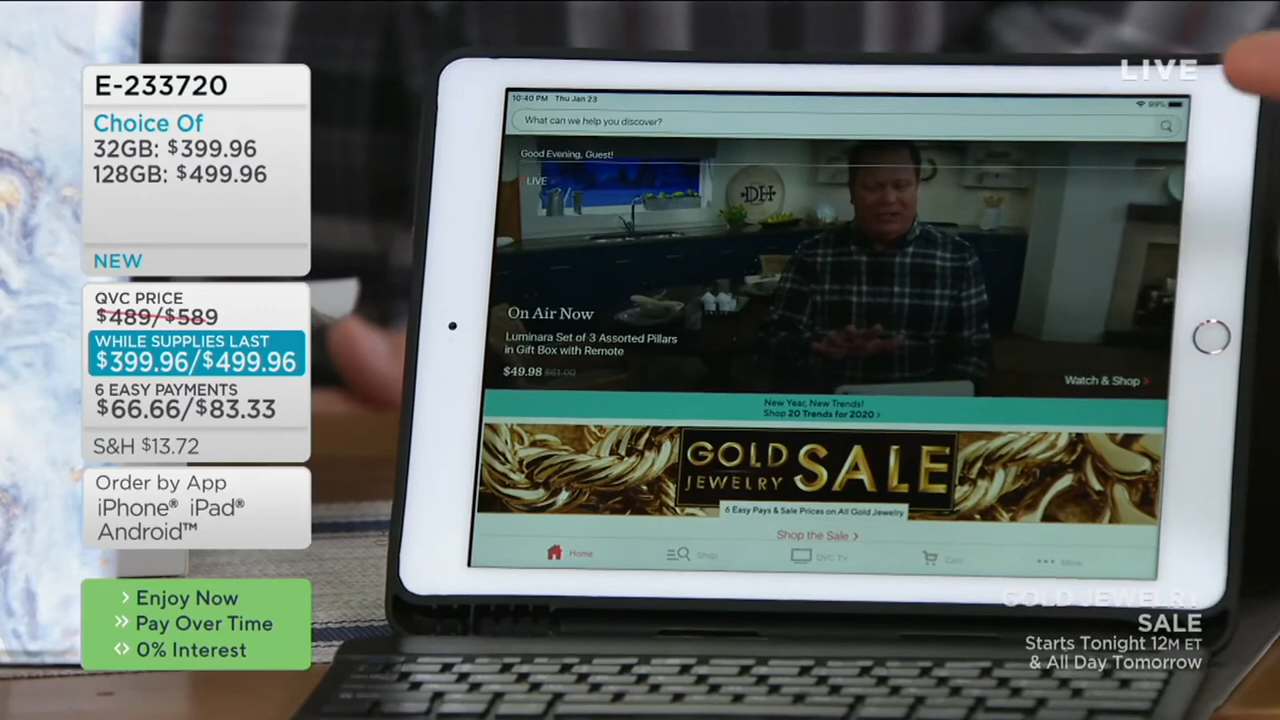 E-233720
Choice Of
32GB: $399.96
128GB: $499.96
NEW
QVC PRICE
$489/$589
WHILE SUPPLIES LAST
$399.96/$499.96
6 EASY PAYMENTS
$66.66/$83.33
S&H $13.72
Order by App
iPhone® iPad®
Android™
> Enjoy Now
>> Pay Over Time
<> 0% Interest
LIVE
10:40 PM Thu Jan 23
99%
What can we help you discover?
Good Evening, Guest!
LIVE
DH
On Air Now
Luminara Set of 3 Assorted Pillars
in Gift Box with Remote
$49.98 $61.00
Watch & Shop >
New Year, New Trends!
Shop 20 Trends for 2020 >
GOLD
JEWELRY
SALE
6 Easy Pays & Sale Prices on All Gold Jewelry
Shop the Sale >
Home
Shop
QVC TV
Cart
More
GOLD JEWELRY
SALE
Starts Tonight 12M ET
& All Day Tomorrow